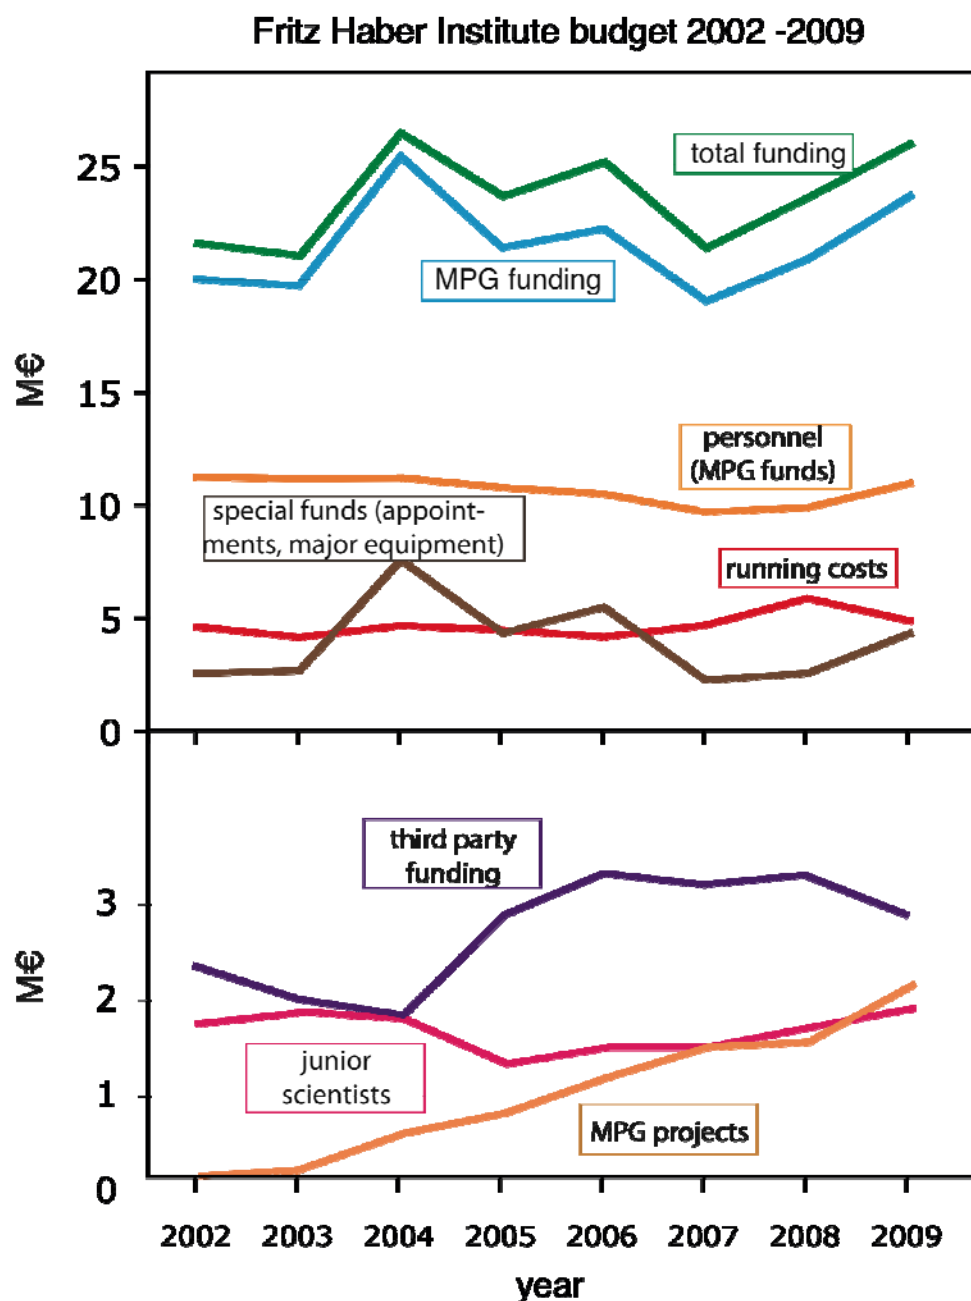 Fritz Haber Institute budget 2002 -2009
25
20
15
10
5
0
M€
total funding
MPG funding
personnel
(MPG funds)
special funds (appoint-
ments, major equipment)
running costs
3
2
1
0
M€
third party
funding
junior
scientists
MPG projects
2002 2003 2004 2005 2006 2007 2008 2009
year